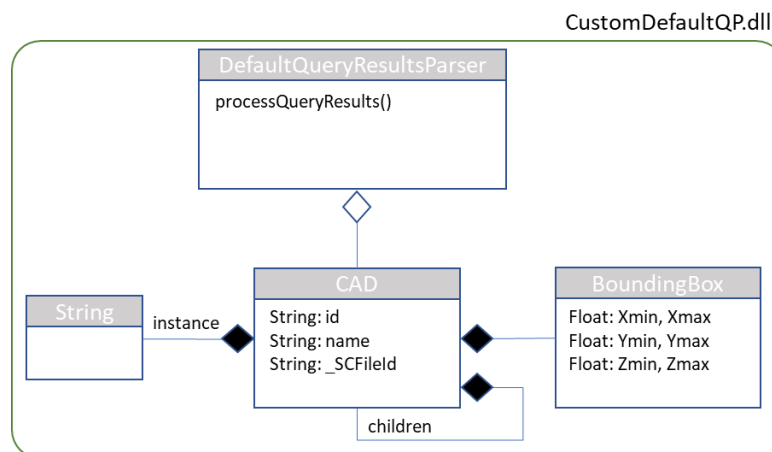 CustomDefaultQP.dll
DefaultQueryResultsParser
processQueryResults()
CAD
String: id
String: name
String: _SCFileId
String
instance
BoundingBox
Float: Xmin, Xmax
Float: Ymin, Ymax
Float: Zmin, Zmax
children